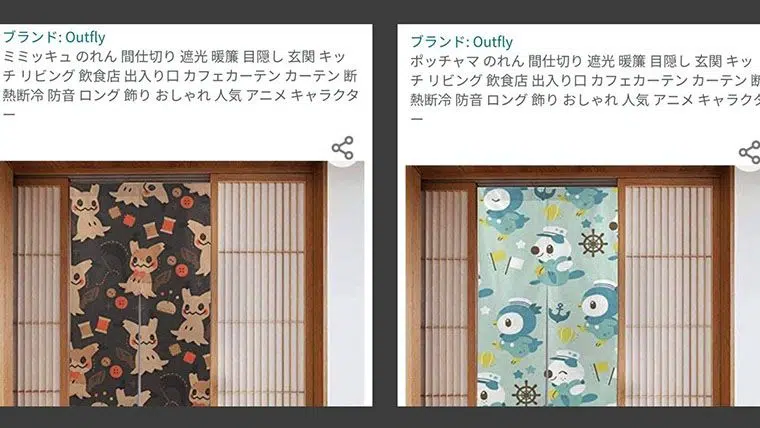 ブランド: Outfly
ミミッキュ のれん 間仕切り 遮光 暖簾 目隠し 玄関 キッ
チ リビング 飲食店 出入り口 カフェカーテン カーテン 断
熱断冷 防音 ロング 飾り おしゃれ 人気 アニメ キャラクタ
ー
ブランド: Outfly
ポッチャマ のれん 間仕切り 遮光 暖簾 目隠し 玄関 キッ
チ リビング 飲食店 出入り口 カフェカーテン カーテン 断
熱断冷 防音 ロング 飾り おしゃれ 人気 アニメ キャラクタ
ー